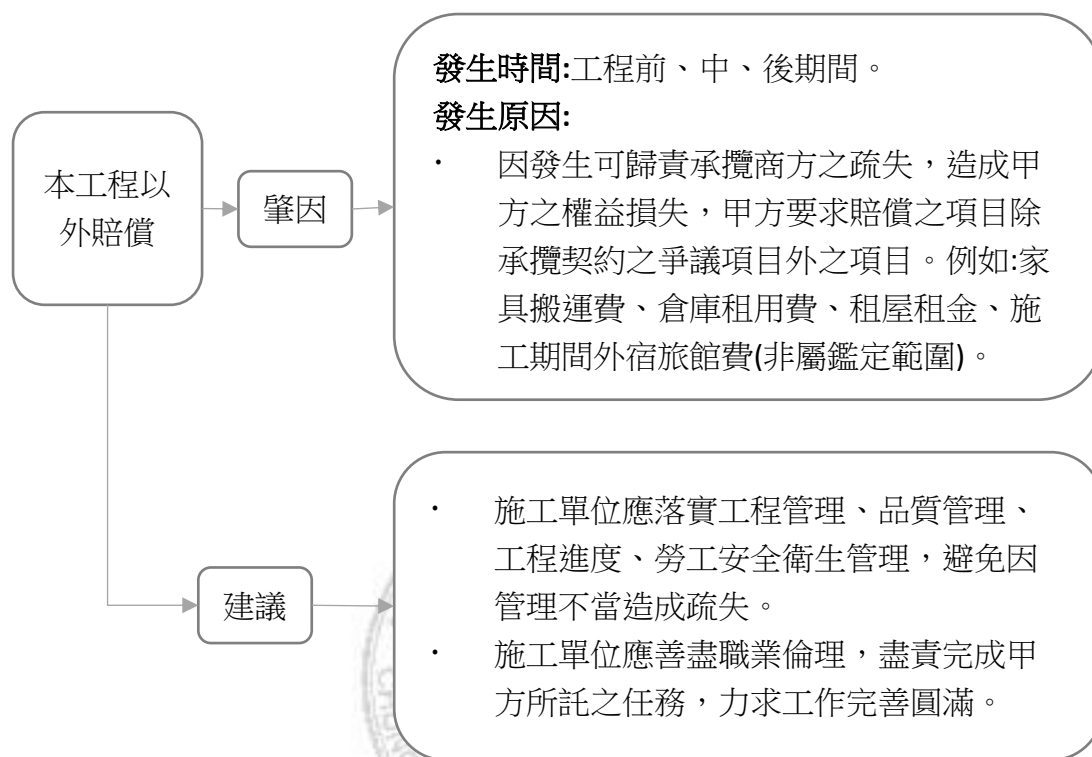 本工程以
外賠償
肇因
發生時間:工程前、中、後期間。
發生原因:
· 因發生可歸責承攬商方之疏失，造成甲
方之權益損失，甲方要求賠償之項目除
承攬契約之爭議項目外之項目。例如:家
具搬運費、倉庫租用費、租屋租金、施
工期間外宿旅館費(非屬鑑定範圍)。
建議
· 施工單位應落實工程管理、品質管理、
工程進度、勞工安全衛生管理，避免因
管理不當造成疏失。
· 施工單位應善盡職業倫理，盡責完成甲
方所託之任務，力求工作完善圓滿。